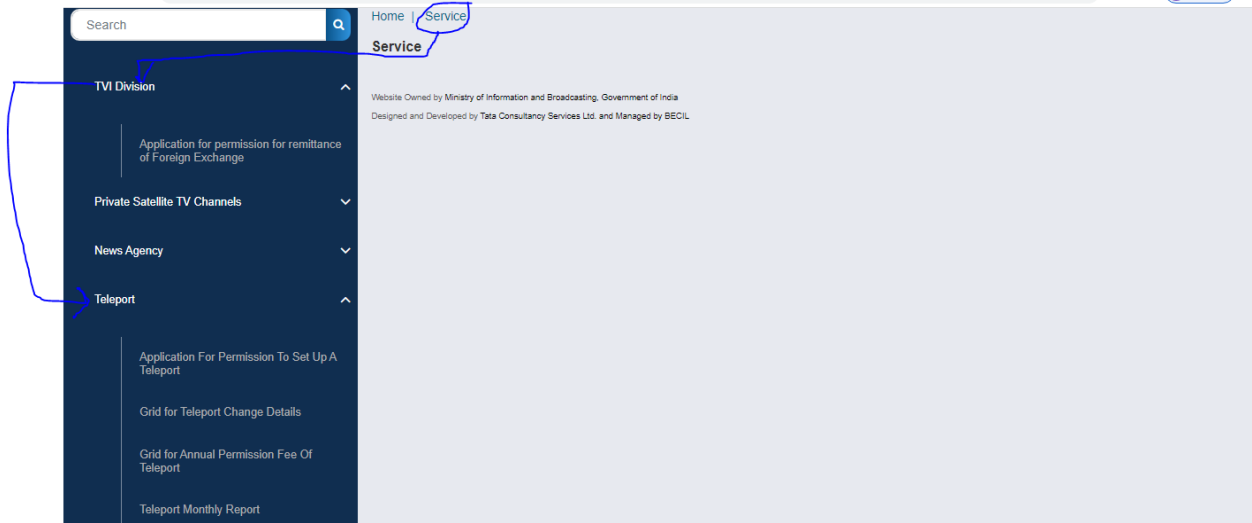 Search
Home | Service
Service
TVI Division
Website Owned by Ministry of Information and Broadcasting, Government of India
Designed and Developed by Tata Consultancy Services Ltd. and Managed by BECIL
Application for permission for remittance
of Foreign Exchange
Private Satellite TV Channels
News Agency
Teleport
Application For Permission To Set Up A
Teleport
Grid for Teleport Change Details
Grid for Annual Permission Fee Of
Teleport
Teleport Monthly Report